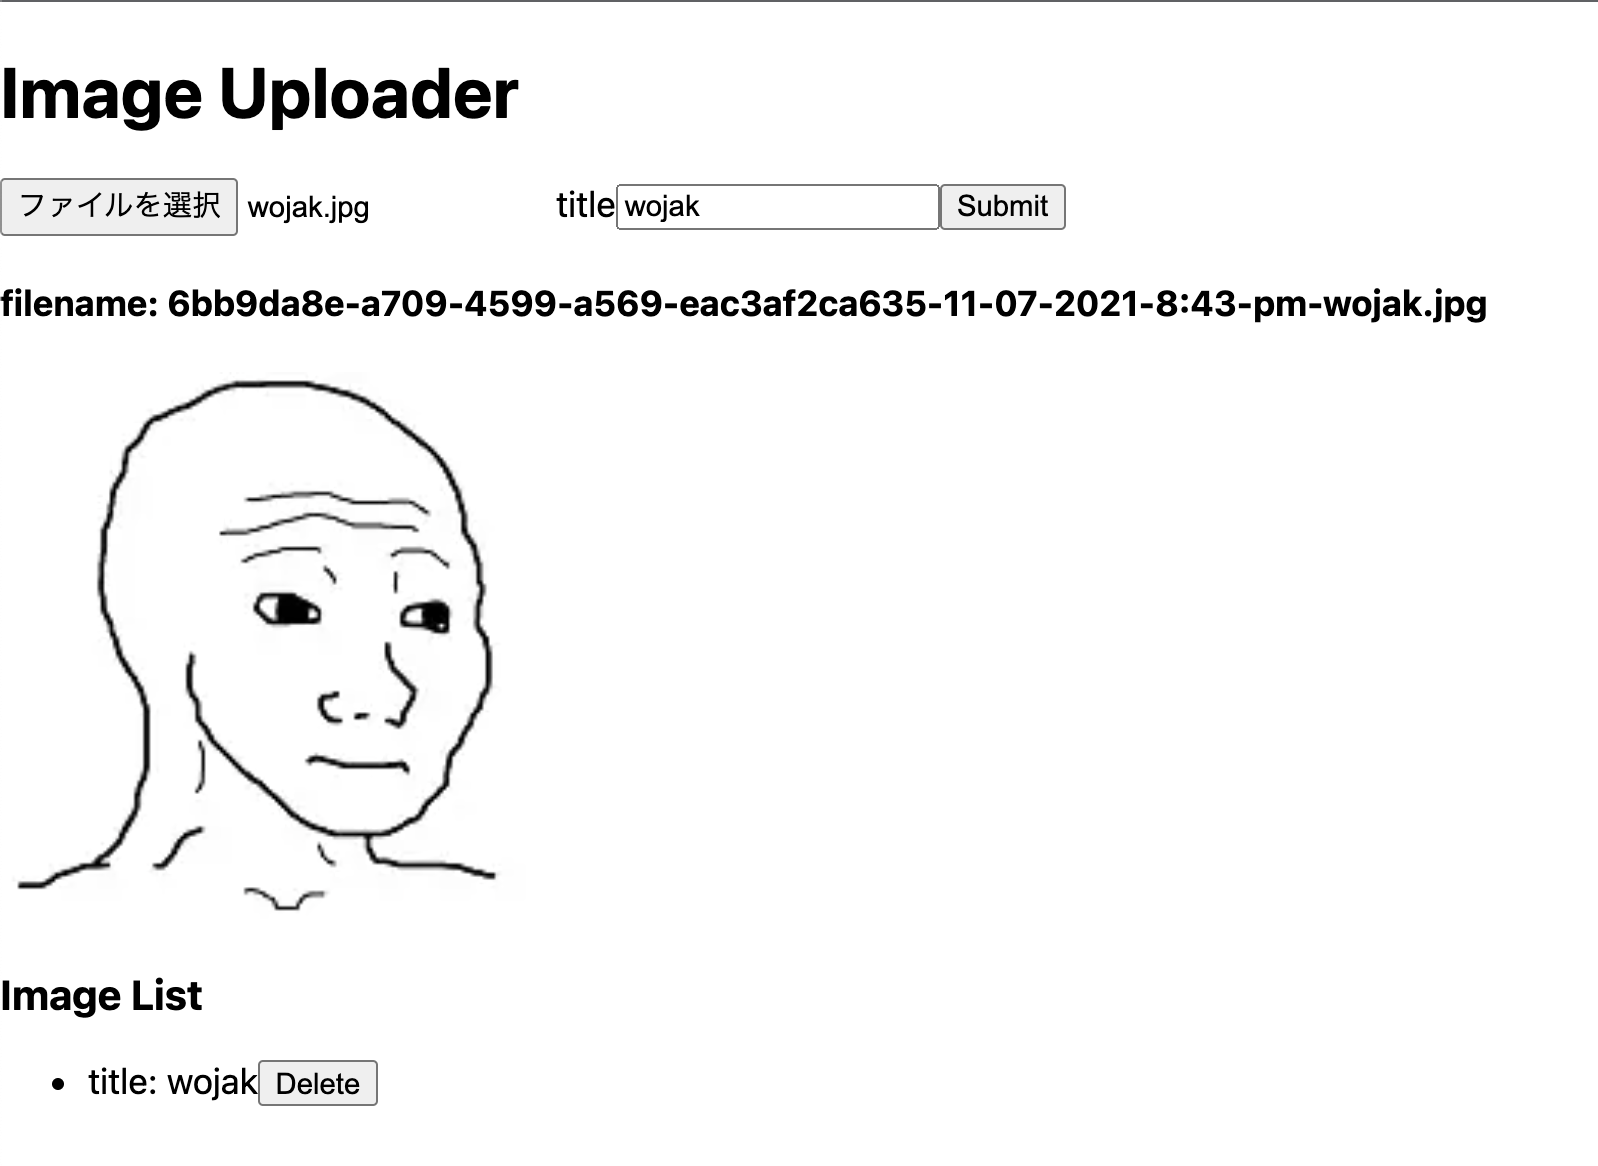 Image Uploader
ファイルを選択 wojak.jpg title wojak Submit
filename: 6bb9da8e-a709-4599-a569-eac3af2ca635-11-07-2021-8:43-pm-wojak.jpg
Image List
• title: wojak Delete